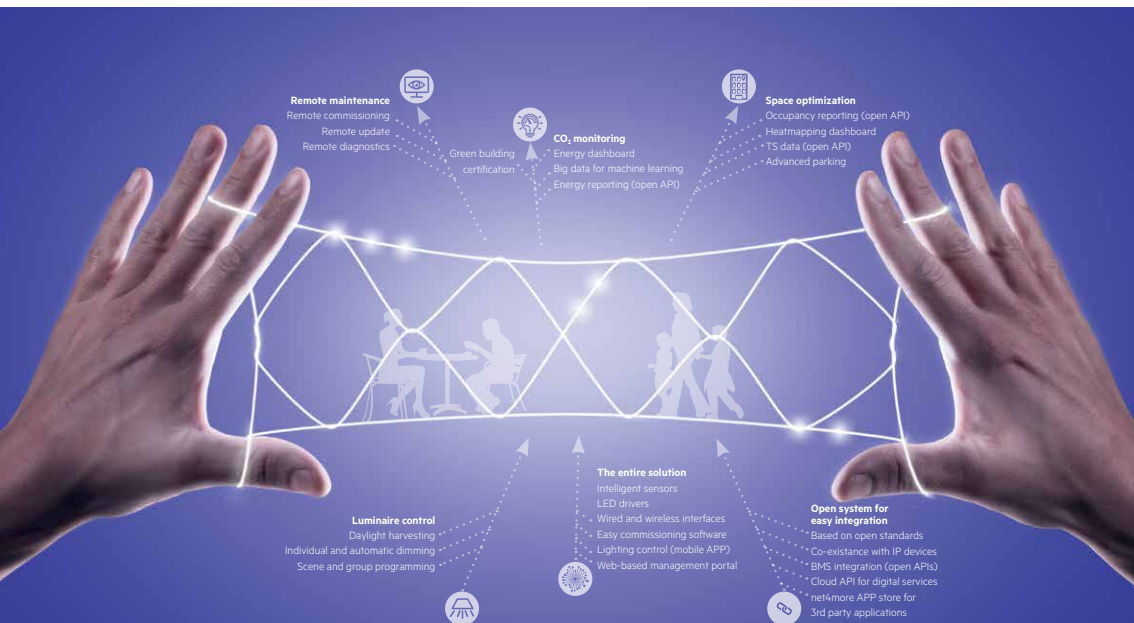 Remote maintenance
Remote commissioning
Remote update
Remote diagnostics
Green building
certification
CO₂ monitoring
Energy dashboard
Big data for machine learning
Energy reporting (open API)
Space optimization
Occupancy reporting (open API)
Heatmapping dashboard
TS data (open API)
Advanced parking
Luminaire control
Daylight harvesting
Individual and automatic dimming
Scene and group programming
The entire solution
Intelligent sensors
LED drivers
Wired and wireless interfaces
Easy commissioning software
Lighting control (mobile APP)
Web-based management portal
Open system for
easy integration
Based on open standards
Co-existance with IP devices
BMS integration (open APIs)
Cloud API for digital services
net4more APP store for
3rd party applications